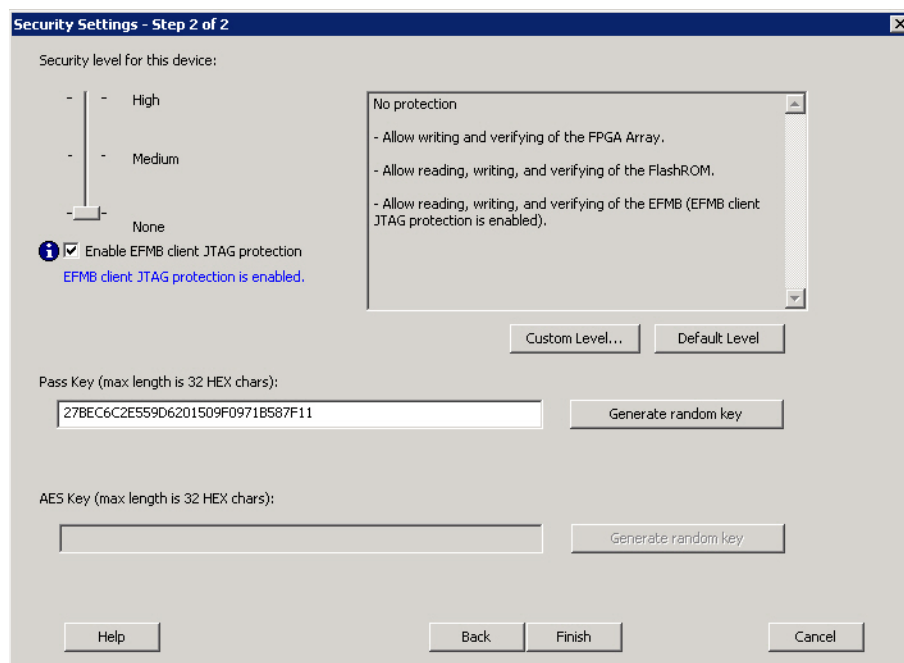 Security Settings - Step 2 of 2
Security level for this device:
High
Medium
None
Enable EFMB client JTAG protection
EFMB client JTAG protection is enabled.
No protection
- Allow writing and verifying of the FPGA Array.
- Allow reading, writing, and verifying of the FlashROM.
- Allow reading, writing, and verifying of the EFMB (EFMB client
JTAG protection is enabled).
Custom Level...
Default Level
Pass Key (max length is 32 HEX chars):
27BEC6C2E559D6201509F0971B587F11
Generate random key
AES Key (max length is 32 HEX chars):
Generate random key
Help
Back
Finish
Cancel